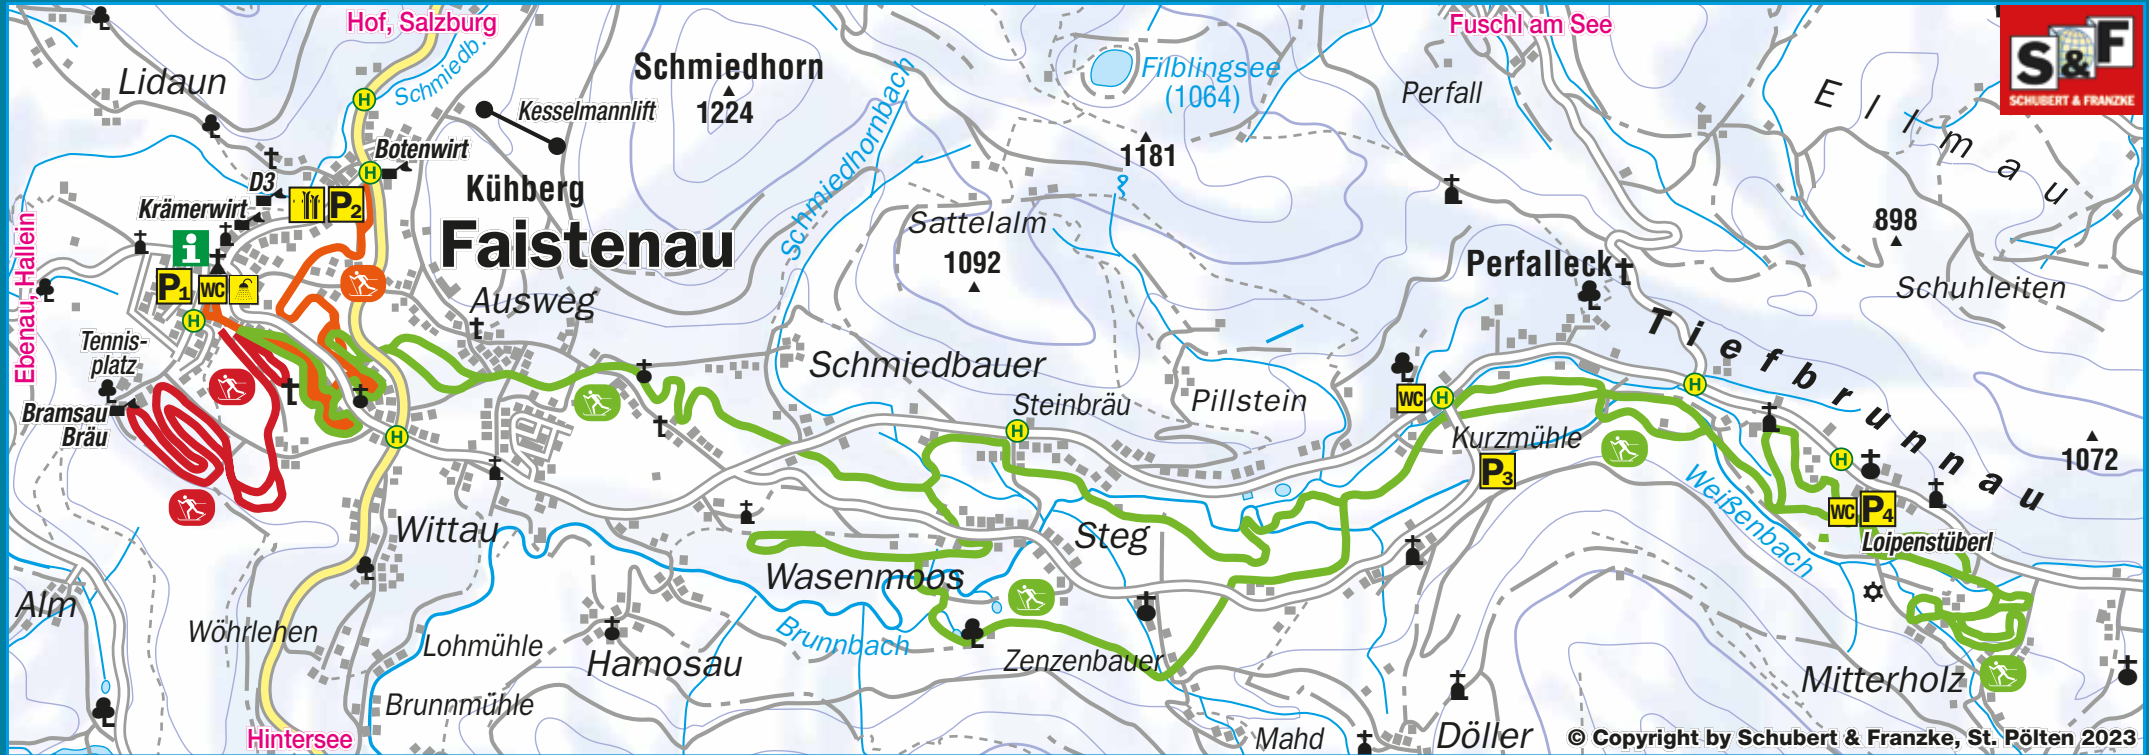 Hof, Salzburg
Fuschl am See
S&F
SCHUBERT & FRANZKE
Lidaun
Schmiedb.
Schmiedhorn
1224
Kesselmannlift
Schmiedhornbach
Filblingsee
(1064)
Perfall
Ellmau
H
Botenwirt
H
1181
D3
P2
Krämerwirt
Kühberg
Faistenau
Sattelalm
1092
898
Ebenau, Hallein
i
P1
WC
H
Ausweg
Perfalleck
Schuhleiten
Tiefbrunnau
Tennis-
platz
Schmiedbauer
Steinbräu
Pillstein
WC
H
H
Bramsau
Bräu
H
H
Kurzmühle
P3
H
1072
Weißenbach
WC
P4
Loipenstüberl
Wittau
Steg
Wasenmoos
Alm
Wöhrlehen
Lohmühle
Brunnbach
Hamosau
Zenzenbauer
Mitterholz
Brunnmühle
Hintersee
Mahd
Döller
© Copyright by Schubert & Franzke, St. Pölten 2023